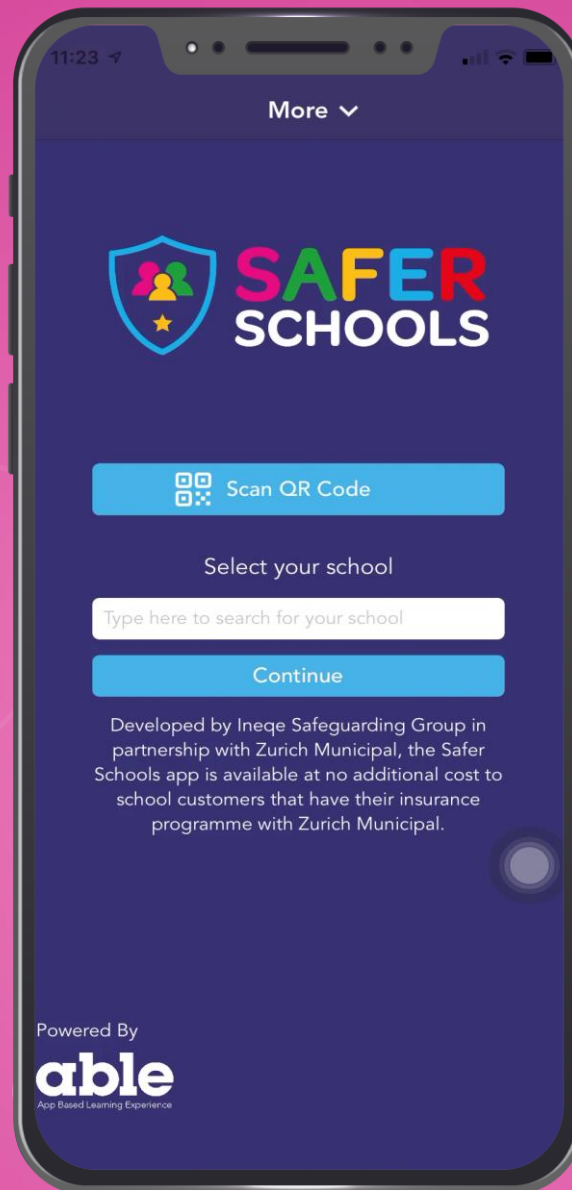 11:23
More
SAFER
SCHOOLS
Scan QR Code
Select your school
Type here to search for your school
Continue
Developed by Ineqe Safeguarding Group in
partnership with Zurich Municipal, the Safer
Schools app is available at no additional cost to
school customers that have their insurance
programme with Zurich Municipal.
Powered By
able
App Based Learning Experience